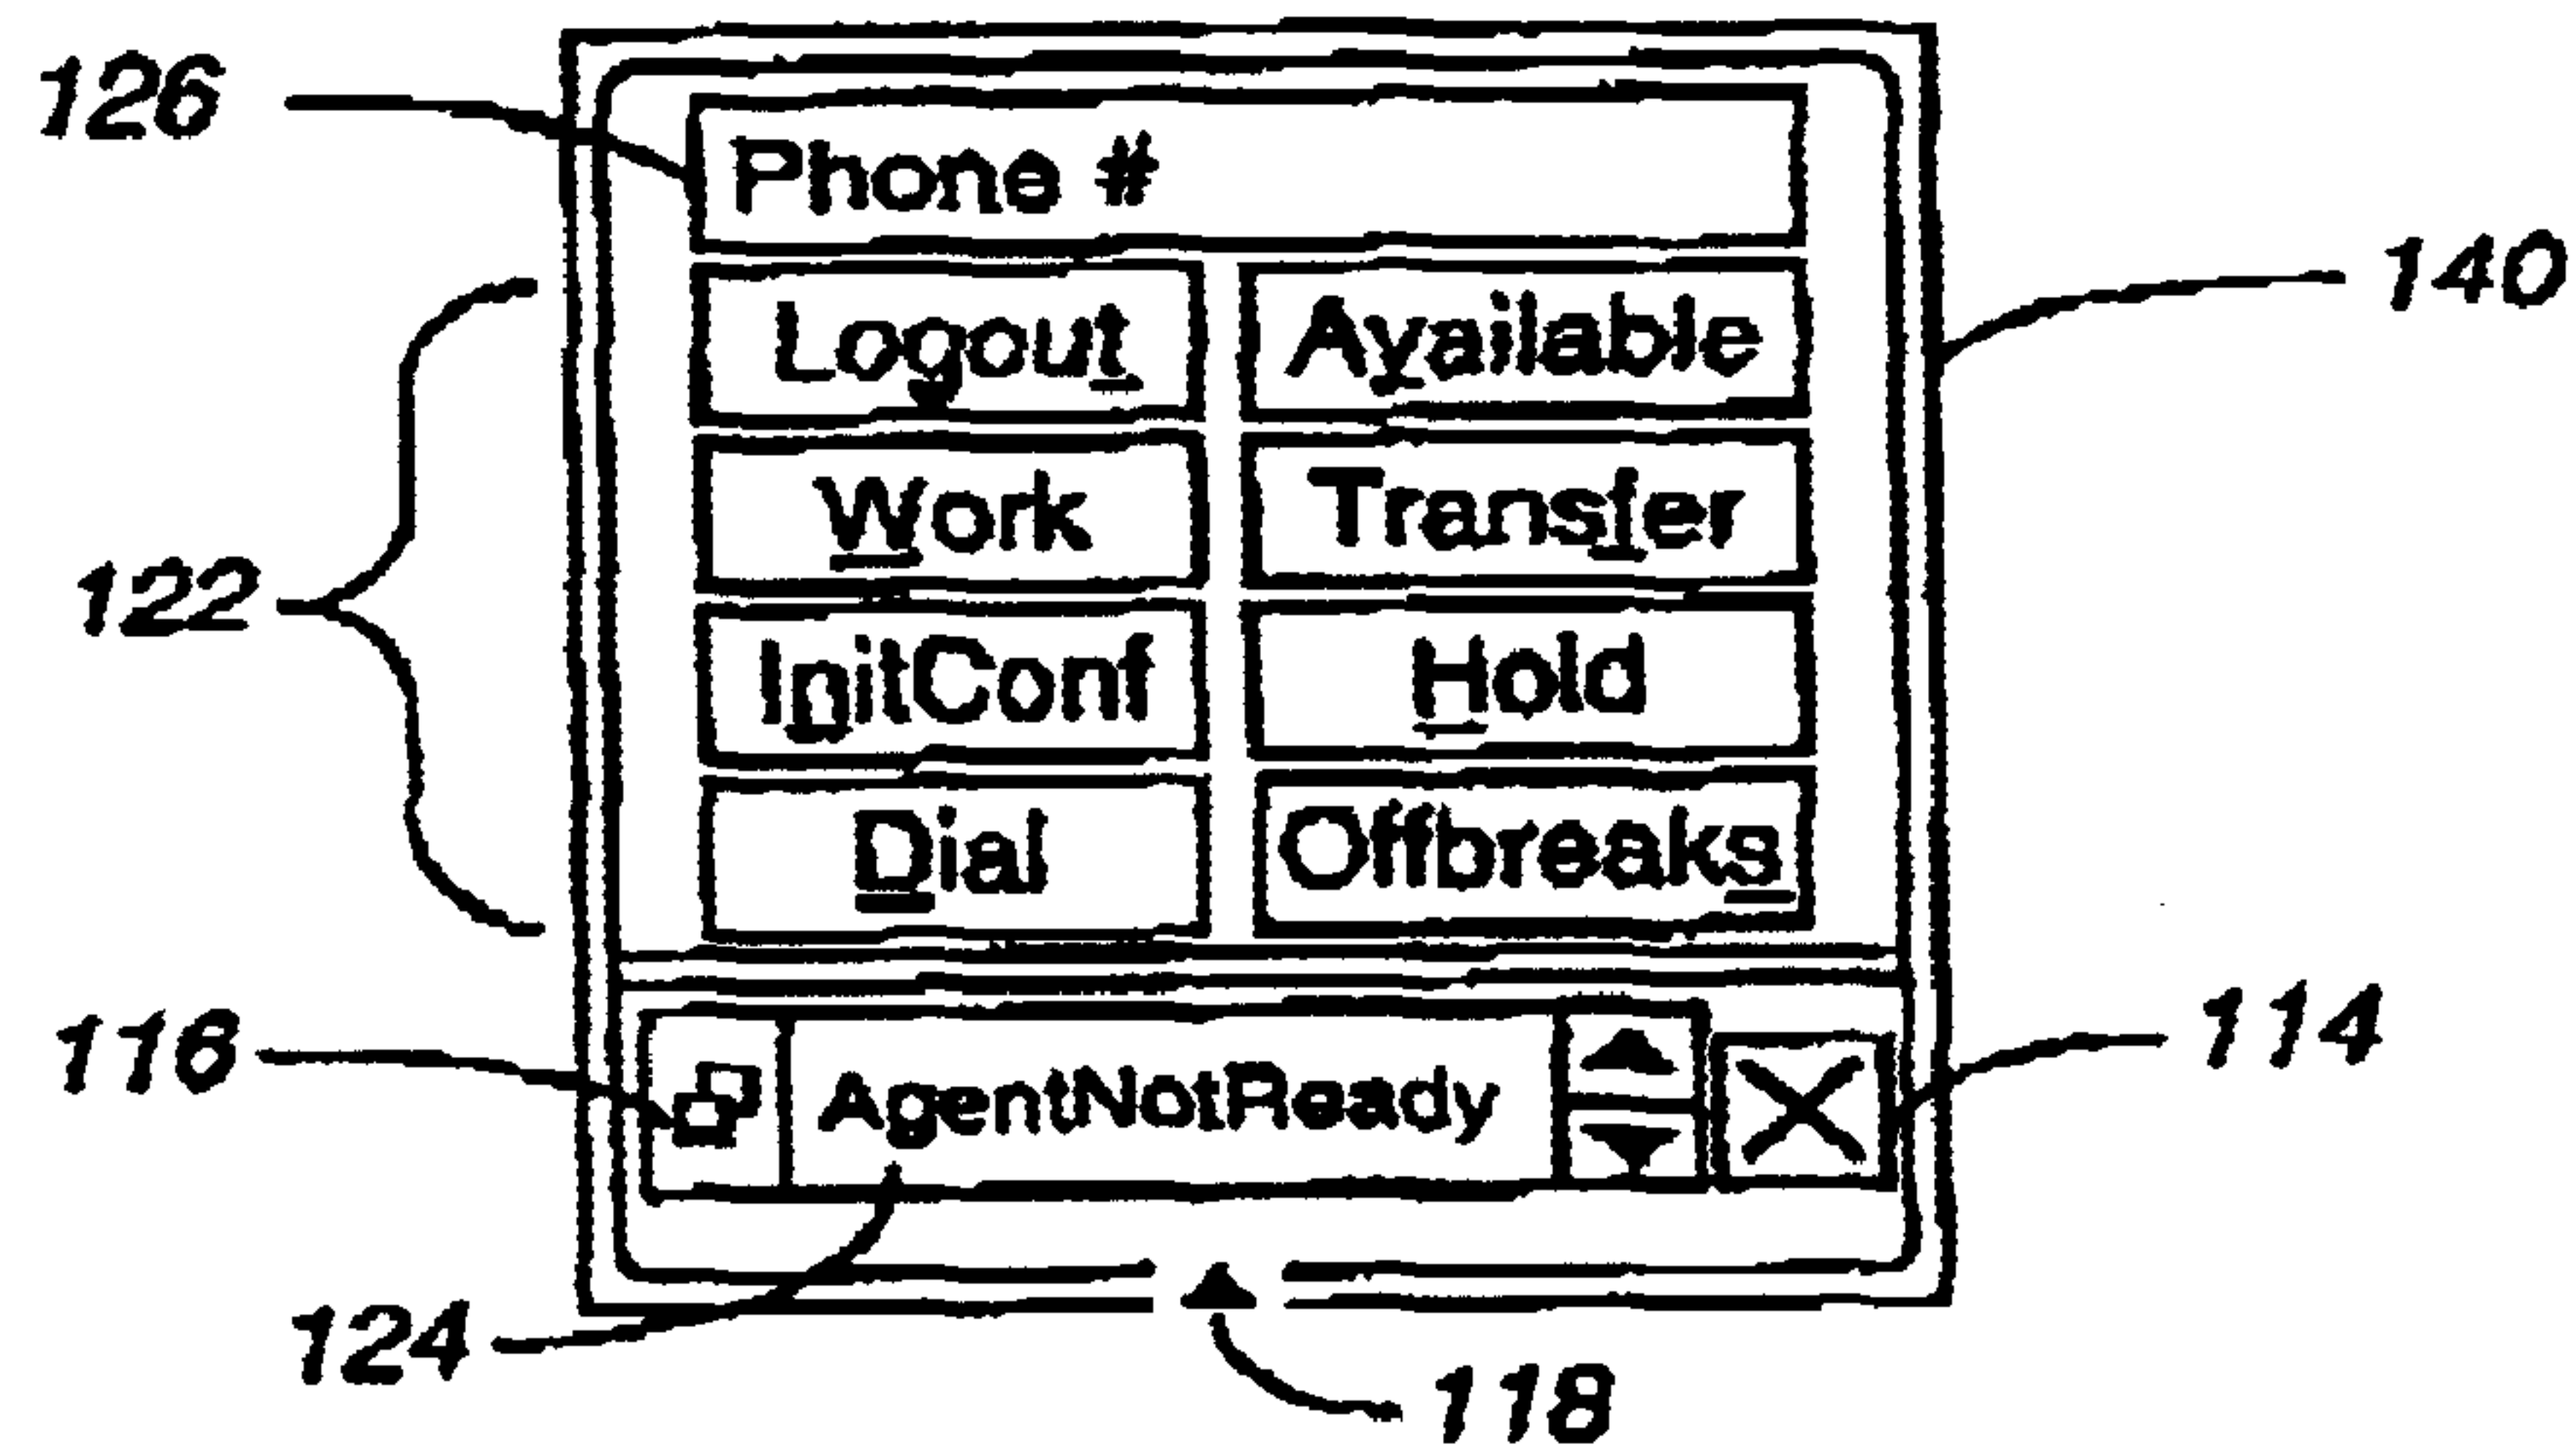 126
Phone #
140
Logout Available
Work Transfer
122
InitConf Hold
Dial Offbreaks
116
AgentNotReady
114
124
118